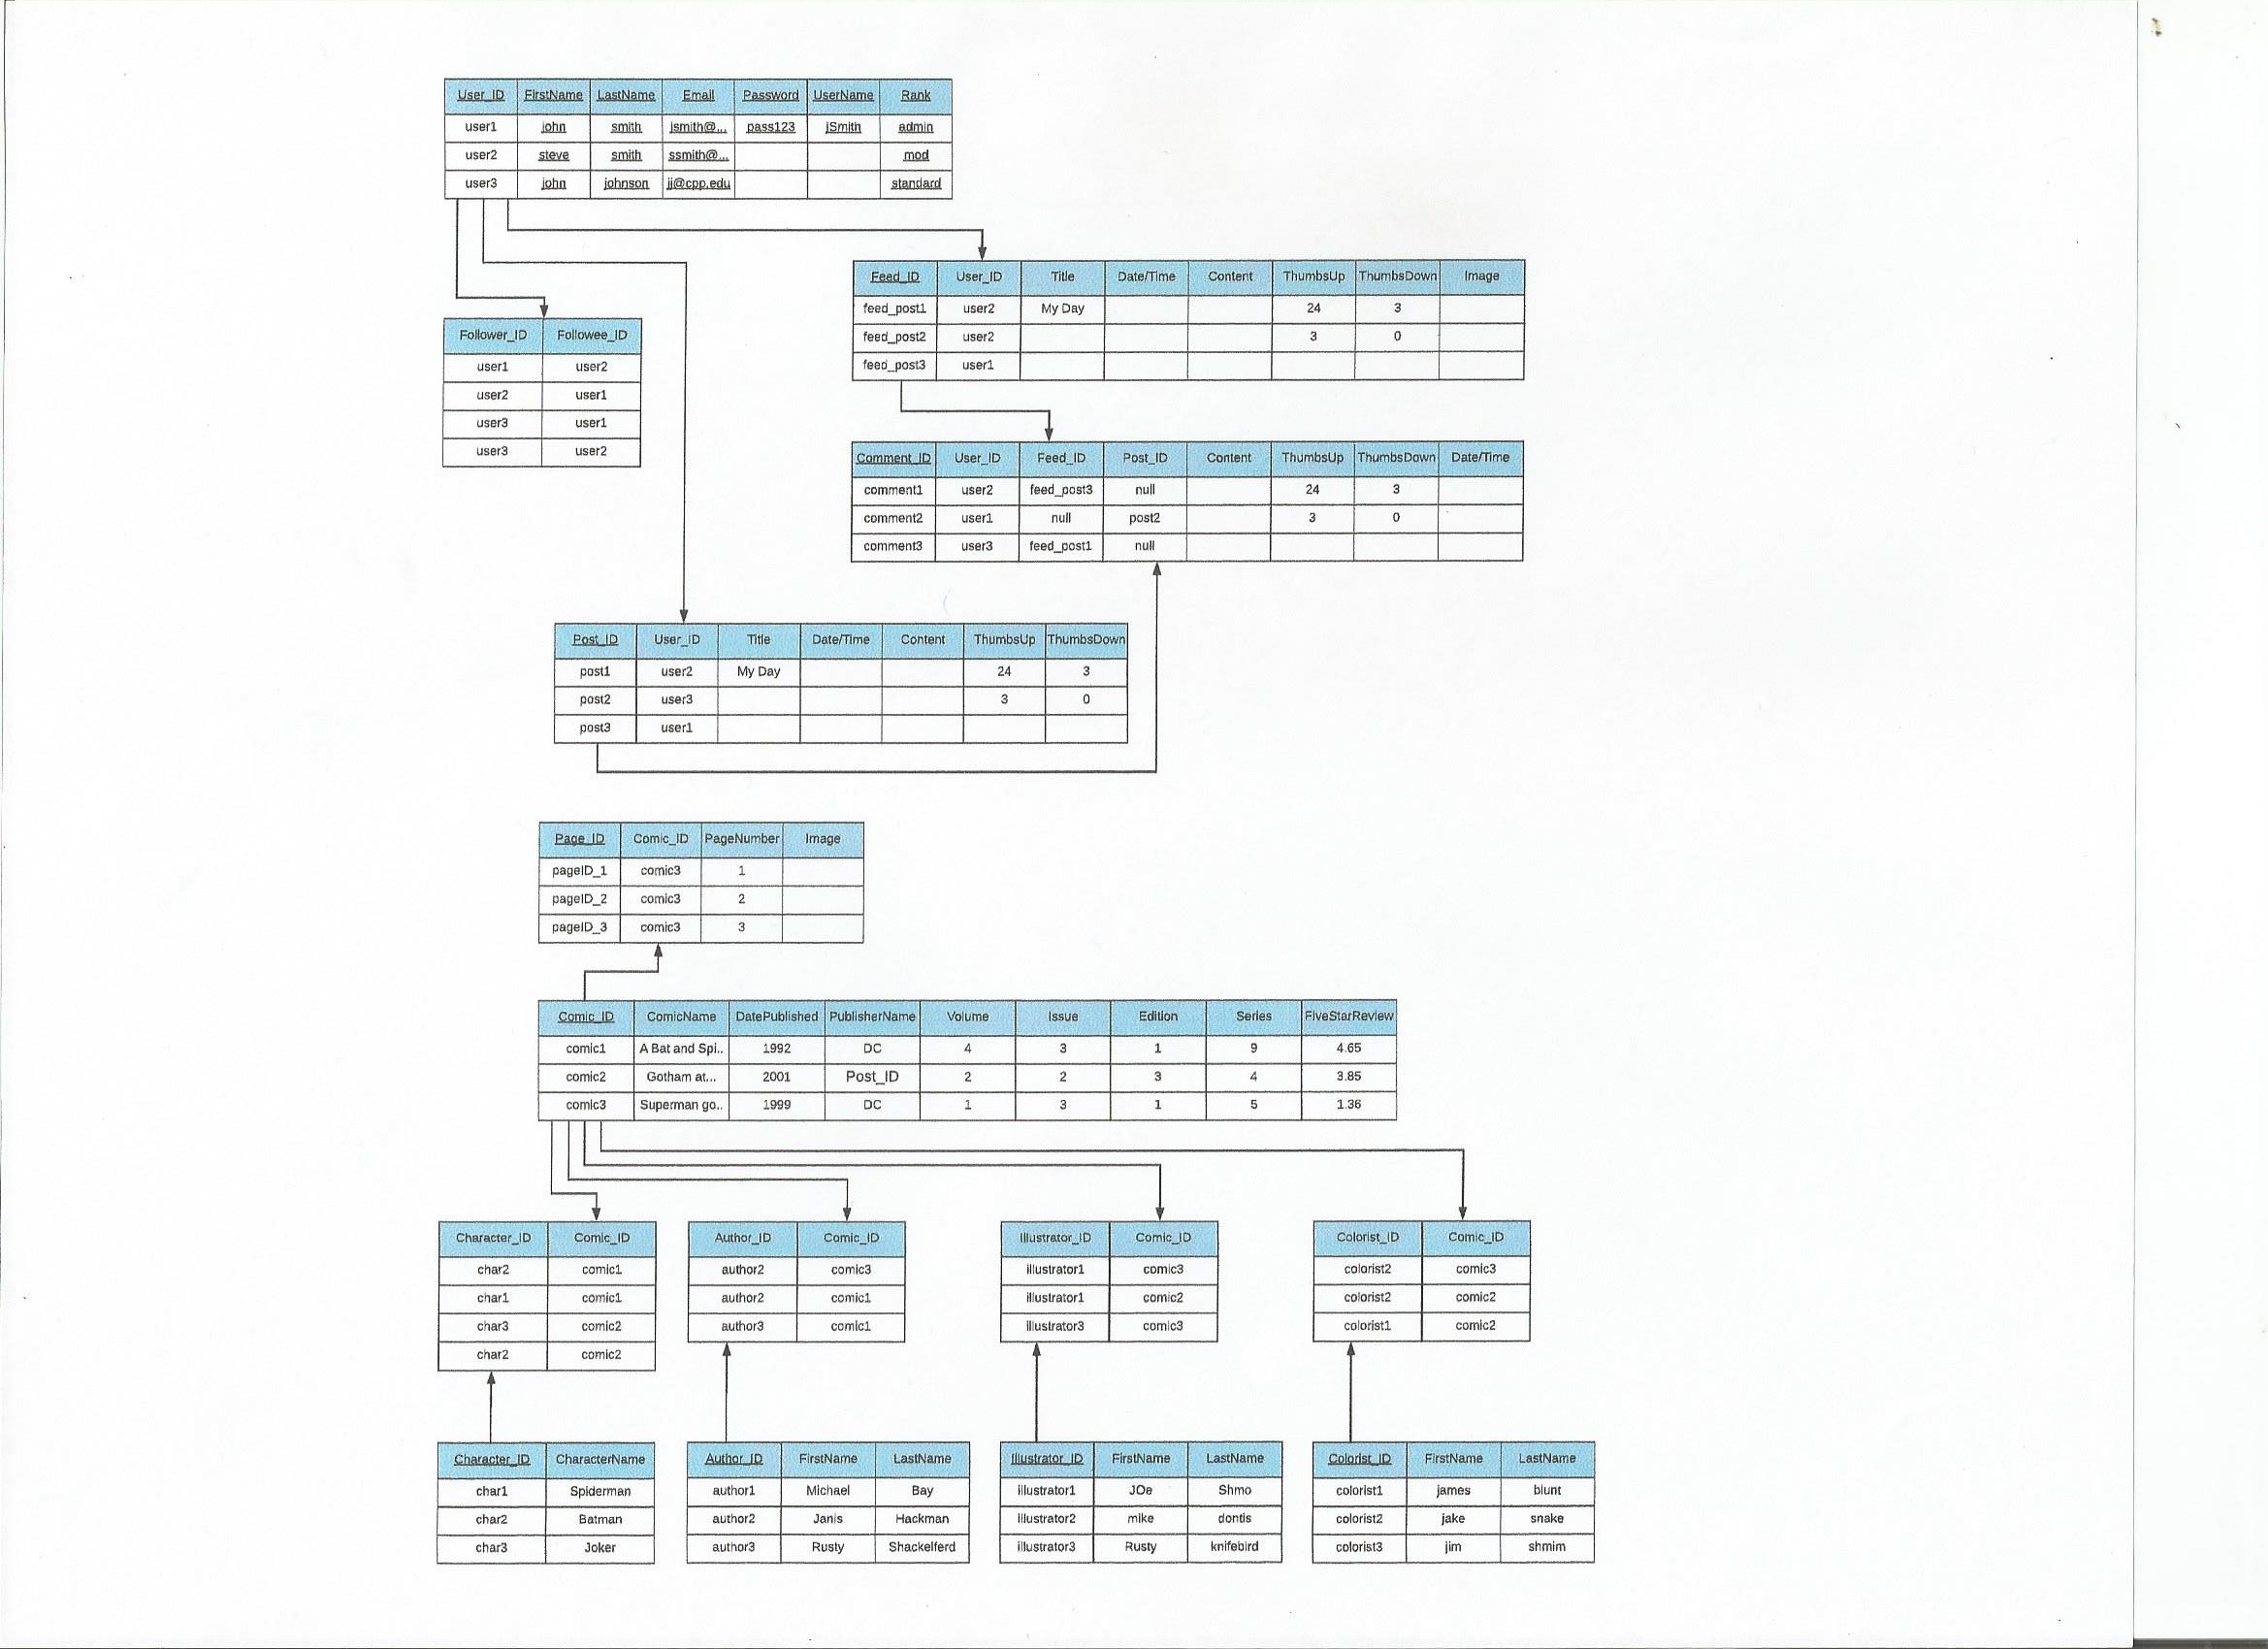 User_ID FirstName LastName Email Password UserName Rank
user1 john smith jsmith@... pass123 jSmith admin
user2 steve smith ssmith@... mod
user3 john johnson jj@cpp.edu standard
Feed_ID User_ID Title Date/Time Content ThumbsUp ThumbsDown Image
feed_post1 user2 My Day 24 3
feed_post2 user2 3 0
feed_post3 user1
Follower_ID Followee_ID
user1 user2
user2 user1
user3 user1
user3 user2
Comment_ID User_ID Feed_ID Post_ID Content ThumbsUp ThumbsDown Date/Time
comment1 user2 feed_post3 null 24 3
comment2 user1 null post2 3 0
comment3 user3 feed_post1 null
Post_ID User_ID Title Date/Time Content ThumbsUp ThumbsDown
post1 user2 My Day 24 3
post2 user3 3 0
post3 user1
Page_ID Comic_ID PageNumber Image
pageID_1 comic3 1
pageID_2 comic3 2
pageID_3 comic3 3
Comic_ID ComicName DatePublished PublisherName Volume Issue Edition Series FiveStarReview
comic1 A Bat and Spi.. 1992 DC 4 3 1 9 4.65
comic2 Gotham at... 2001 Post_ID 2 2 3 4 3.85
comic3 Superman go.. 1999 DC 1 3 1 5 1.36
Character_ID Comic_ID
char2 comic1
char1 comic1
char3 comic2
char2 comic2
Author_ID Comic_ID
author2 comic3
author2 comic1
author3 comic1
Illustrator_ID Comic_ID
illustrator1 comic3
illustrator1 comic2
illustrator3 comic3
Colorist_ID Comic_ID
colorist2 comic3
colorist2 comic2
colorist1 comic2
Character_ID CharacterName
char1 Spiderman
char2 Batman
char3 Joker
Author_ID FirstName LastName
author1 Michael Bay
author2 Janis Hackman
author3 Rusty Shackelferd
Illustrator_ID FirstName LastName
illustrator1 JOe Shmo
illustrator2 mike dontis
illustrator3 Rusty knifebird
Colorist_ID FirstName LastName
colorist1 james blunt
colorist2 jake snake
colorist3 jim shmim